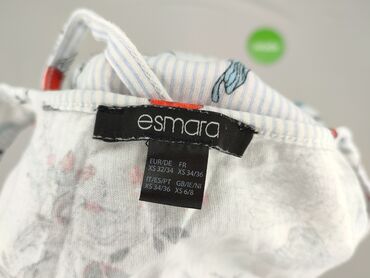 esmara
EUR/DE FR
XS 32/34 XS 34/36
IT/ES/PT GB/IE/NI
XS 34/36 XS 6/8